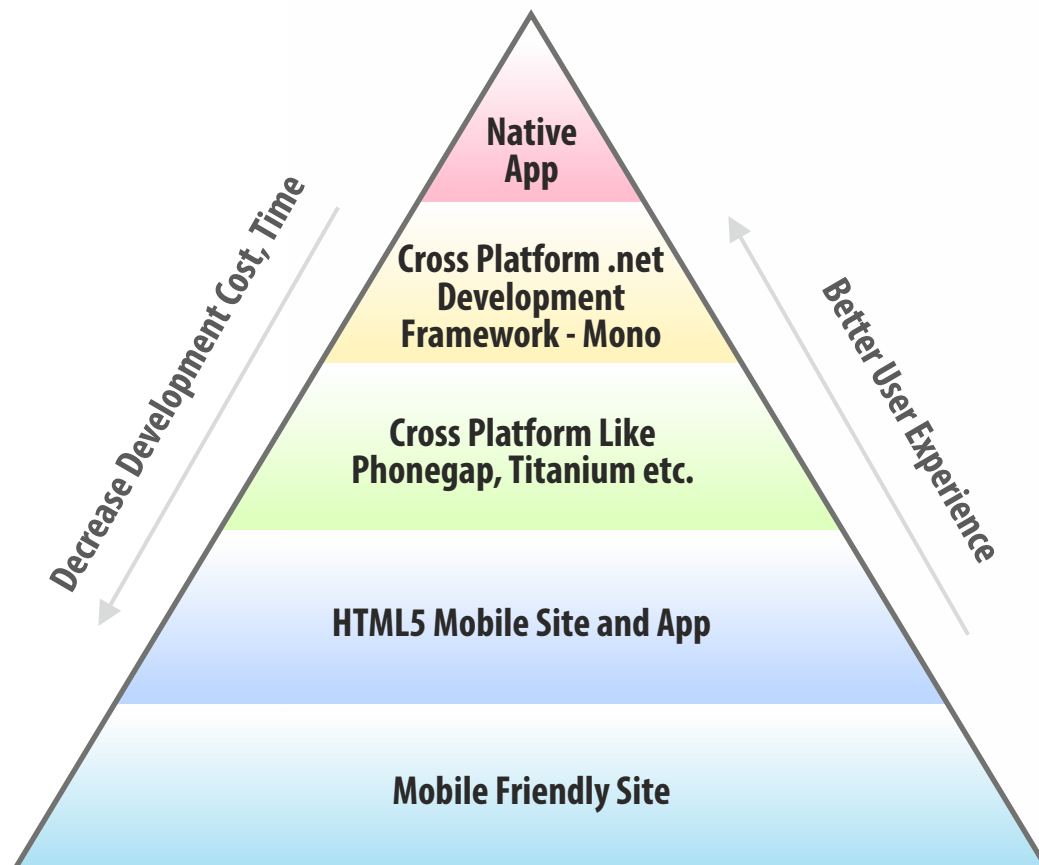 Native
App
Cross Platform .net
Development
Framework - Mono
Cross Platform Like
Phonegap, Titanium etc.
HTML5 Mobile Site and App
Mobile Friendly Site
Decrease Development Cost, Time
Better User Experience